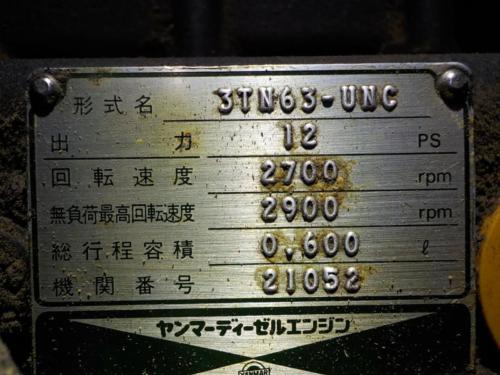 形式名 3TN63-UNC
出力 12 PS
回転速度 2700 rpm
無負荷最高回転速度 2900 rpm
総行程容積 0.600 ℓ
機関番号 21052
ヤンマーディーゼルエンジン
YANMAR